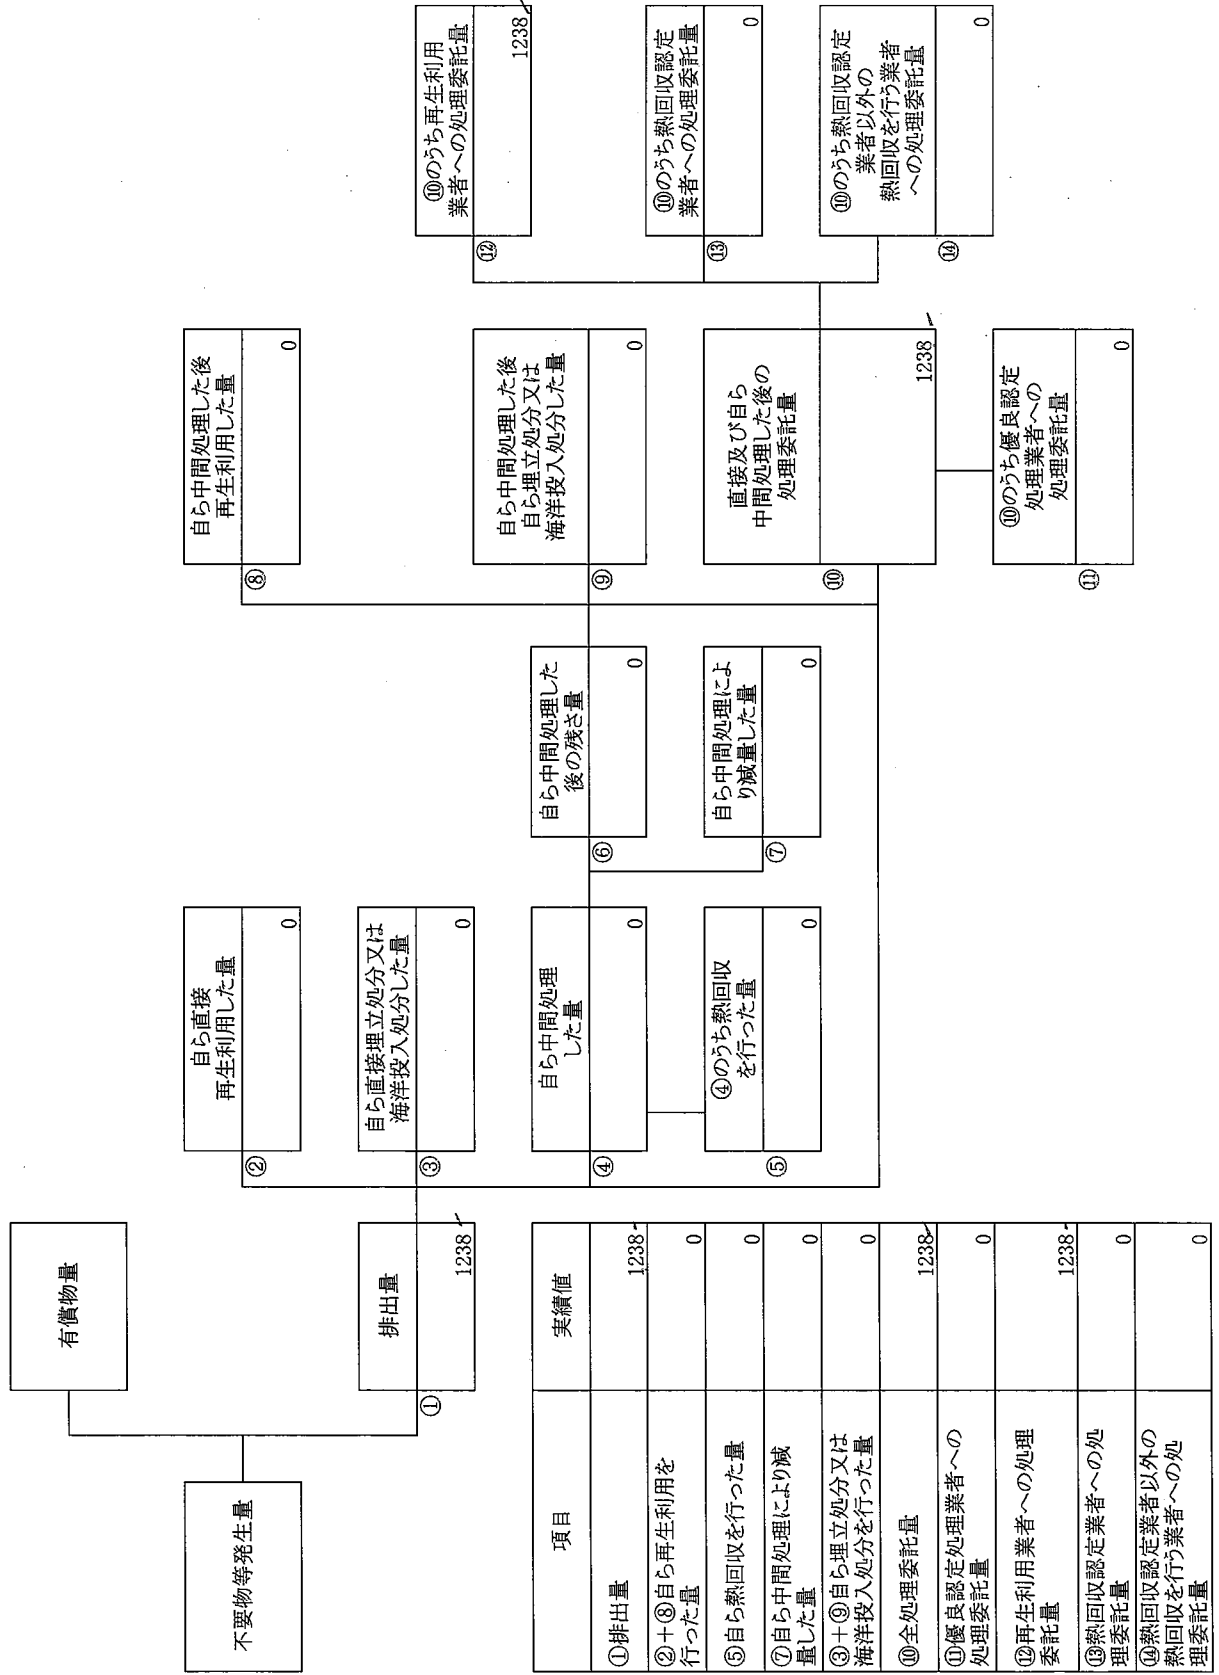 不要物等発生量
有償物量
排出量
①
1238
自ら直接
再生利用した量
②
0
自ら直接埋立処分又は
海洋投入処分した量
③
0
自ら中間処理
した量
④
0
④のうち熱回収
を行った量
⑤
0
自ら中間処理した
後の残さ量
⑥
0
自ら中間処理によ
り減量した量
⑦
0
自ら中間処理した後
再生利用した量
⑧
0
自ら中間処理した後
自ら埋立処分又は
海洋投入処分した量
⑨
0
直接及び自ら
中間処理した後の
処理委託量
⑩
1238
⑩のうち優良認定
処理業者への
処理委託量
⑪
0
⑩のうち再生利用
業者への処理委託量
⑫
1238
⑩のうち熱回収認定
業者への処理委託量
⑬
0
⑩のうち熱回収認定
業者以外の
熱回収を行う業者
への処理委託量
⑭
0
項目 実績値
①排出量 1238
②+⑧自ら再生利用を
行った量 0
⑤自ら熱回収を行った量 0
⑦自ら中間処理により減
量した量 0
③+⑨自ら埋立処分又は
海洋投入処分を行った量 0
⑩全処理委託量 1238
⑪優良認定処理業者への
処理委託量 0
⑫再生利用業者への処理
委託量 1238
⑬熱回収認定業者への処
理委託量 0
⑭熱回収認定業者以外の
熱回収を行う業者への処
理委託量 0